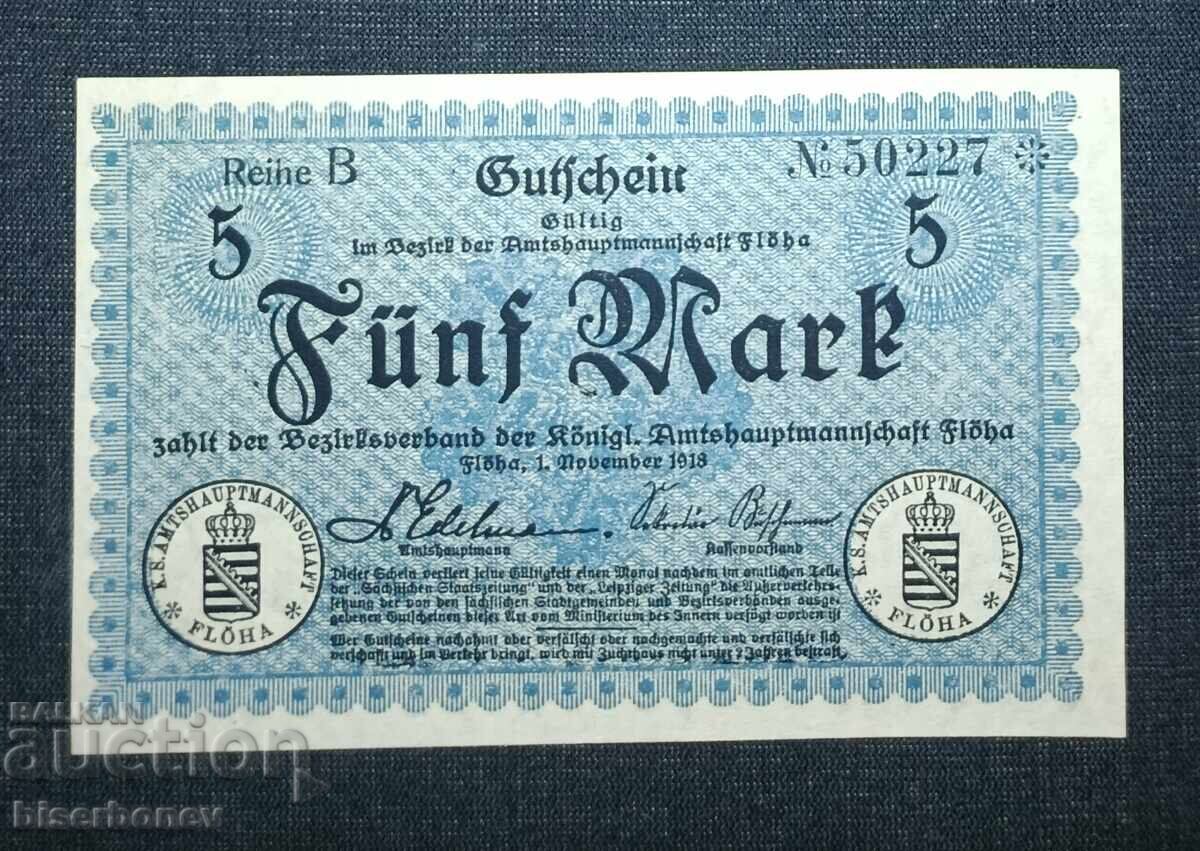 Reihe B
Gutschein
№ 50227 *
5
Gültig
5
im Bezirk der Amtshauptmannschaft Flöha
Fünf Mark
zahlt der Bezirksverband der Königl. Amtshauptmannschaft Flöha
Flöha, 1. November 1918
Edelmann.
Amtshauptmann
Kassenvorstand
K.S. AMTSHAUPTMANNSCHAFT
* FLÖHA *
K.S. AMTSHAUPTMANNSCHAFT
* FLÖHA *
Dieser Schein verliert seine Gültigkeit einen Monat nachdem im amtlichen Teile
der „Sächsischen Staatszeitung" und der „Leipziger Zeitung" die Außerverkehrs-
setzung der von den sächsischen Stadtgemeinden und Bezirksverbänden ausge-
gebenen Gutscheinen dieser Art vom Ministerium des Innern verfügt worden ist
Wer Gutscheine nachahmt oder verfälscht oder nachgemachte und verfälschte sich
verschafft und im Verkehr bringt, wird mit Zuchthaus nicht unter 2 Jahren bestraft.
BALKAN
auction
biserbonev